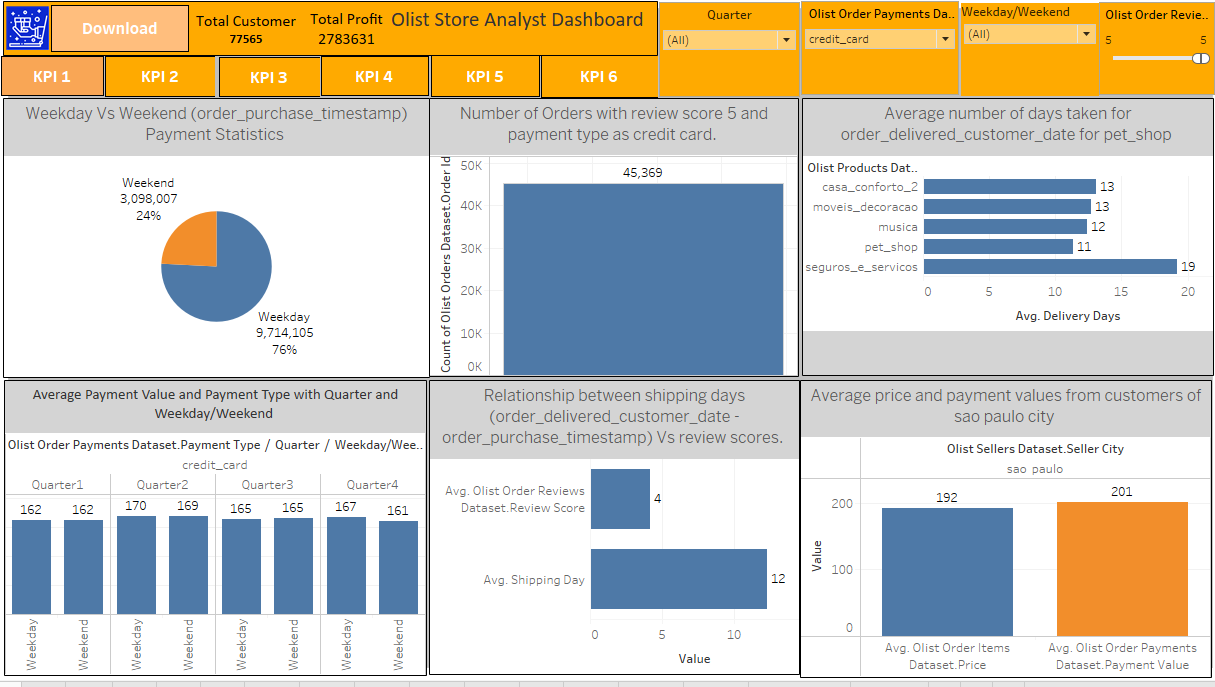 Download
Total Customer
77565
Total Profit
2783631
Olist Store Analyst Dashboard
Quarter
(All)
Olist Order Payments Da..
credit_card
Weekday/Weekend
(All)
Olist Order Revie..
5 5
KPI 1
KPI 2
KPI 3
KPI 4
KPI 5
KPI 6
Weekday Vs Weekend (order_purchase_timestamp)
Payment Statistics
Weekend
3,098,007
24%
Weekday
9,714,105
76%
Number of Orders with review score 5 and
payment type as credit card.
Count of Olist Orders Dataset.Order Id
50K
40K
30K
20K
10K
0K
45,369
Average number of days taken for
order_delivered_customer_date for pet_shop
Olist Products Dat..
casa_conforto_2 13
moveis_decoracao 13
musica 12
pet_shop 11
seguros_e_servicos 19
0 5 10 15 20
Avg. Delivery Days
Average Payment Value and Payment Type with Quarter and
Weekday/Weekend
Olist Order Payments Dataset.Payment Type / Quarter / Weekday/Wee..
credit_card
Quarter1 Quarter2 Quarter3 Quarter4
162 162 170 169 165 165 167 161
Weekday Weekend Weekday Weekend Weekday Weekend Weekday Weekend
Relationship between shipping days
(order_delivered_customer_date -
order_purchase_timestamp) Vs review scores.
Avg. Olist Order Reviews
Dataset.Review Score
4
Avg. Shipping Day 12
0 5 10
Value
Average price and payment values from customers of
sao paulo city
Olist Sellers Dataset.Seller City
sao paulo
Value
200
100
0
192 201
Avg. Olist Order Items
Dataset.Price
Avg. Olist Order Payments
Dataset.Payment Value